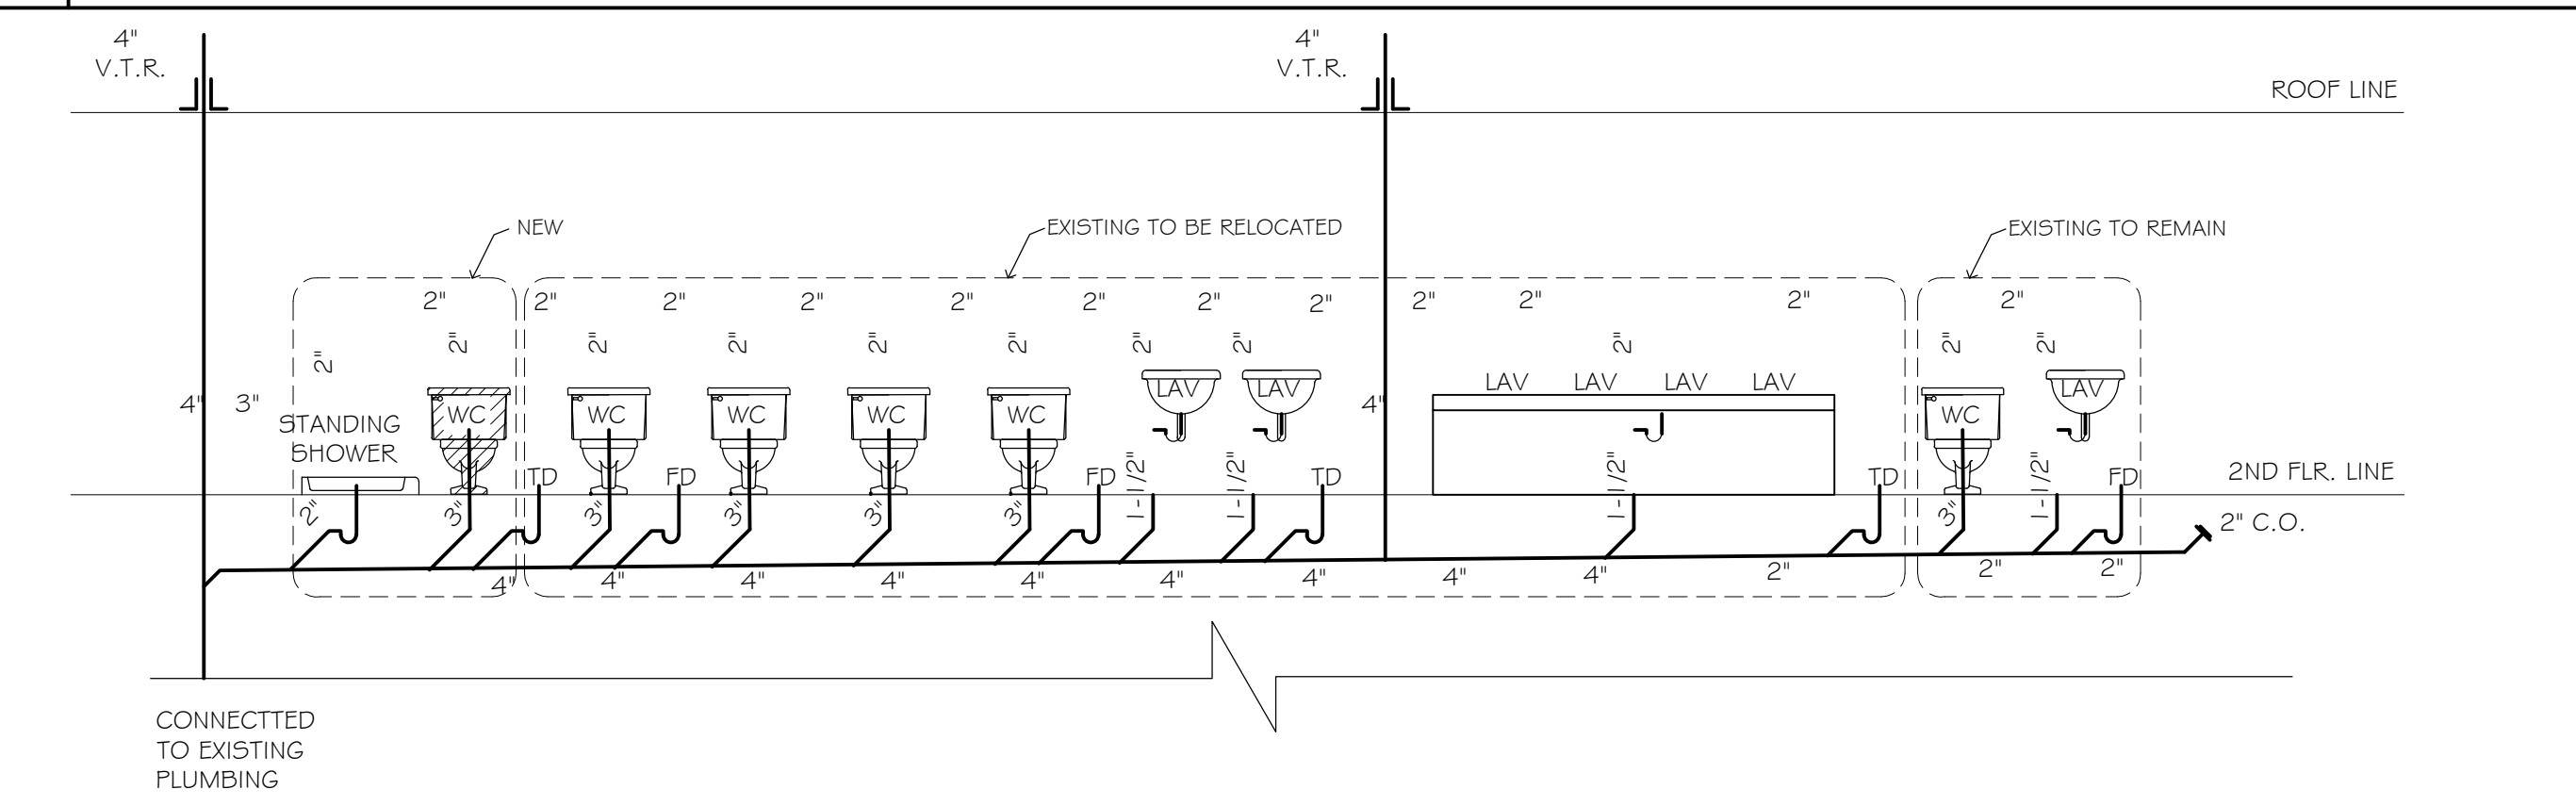 4" 4"
V.T.R. V.T.R.
ROOF LINE
NEW EXISTING TO BE RELOCATED EXISTING TO REMAIN
2" 2" 2" 2" 2" 2" 2" 2" 2" 2" 2" 2"
2" 2" 2" 2" 2" 2" 2" 2" 2" 2" 2"
LAV LAV LAV LAV LAV LAV LAV
4" 3" 4"
STANDING WC WC WC WC WC WC
SHOWER
TD FD FD TD TD FD
2ND FLR. LINE
2" 3" 3" 3" 3" 3" 1-1/2" 1-1/2" 1-1/2" 3" 1-1/2"
2" C.O.
4" 4" 4" 4" 4" 4" 4" 4" 4" 2" 2" 2"
CONNECTTED
TO EXISTING
PLUMBING